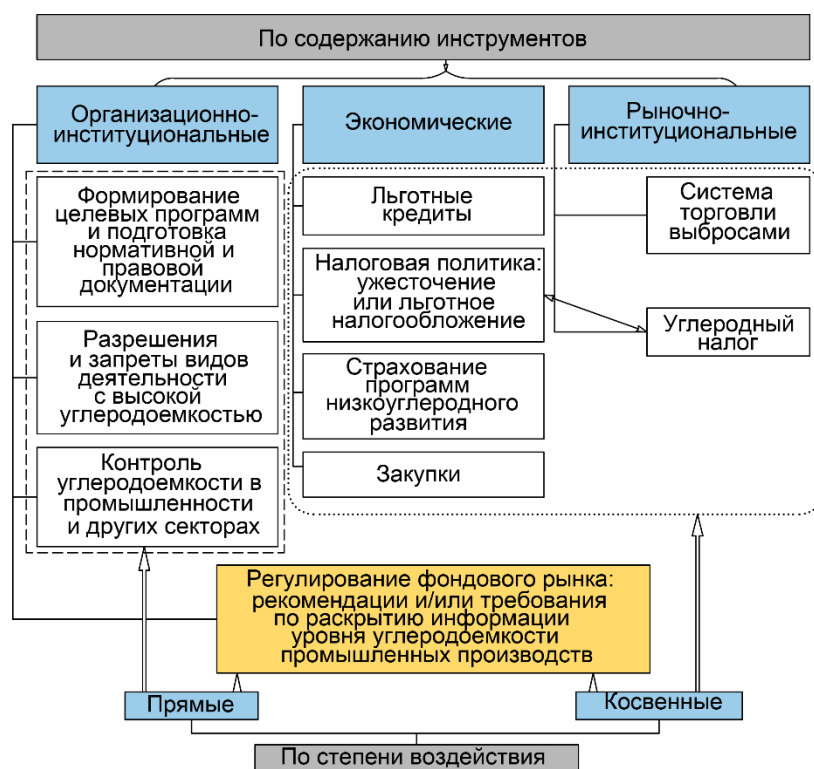 По содержанию инструментов
Организационно-
институциональные
Экономические
Рыночно-
институциональные
Формирование
целевых программ
и подготовка
нормативной и
правовой
документации
Разрешения
и запреты видов
деятельности
с высокой
углеродоемкостью
Контроль
углеродоемкости в
промышленности
и других секторах
Льготные
кредиты
Налоговая политика:
ужесточение
или льготное
налогообложение
Страхование
программ
низкоуглеродного
развития
Закупки
Система
торговли
выбросами
Углеродный
налог
Регулирование фондового рынка:
рекомендации и/или требования
по раскрытию информации
уровня углеродоемкости
промышленных производств
Прямые
Косвенные
По степени воздействия